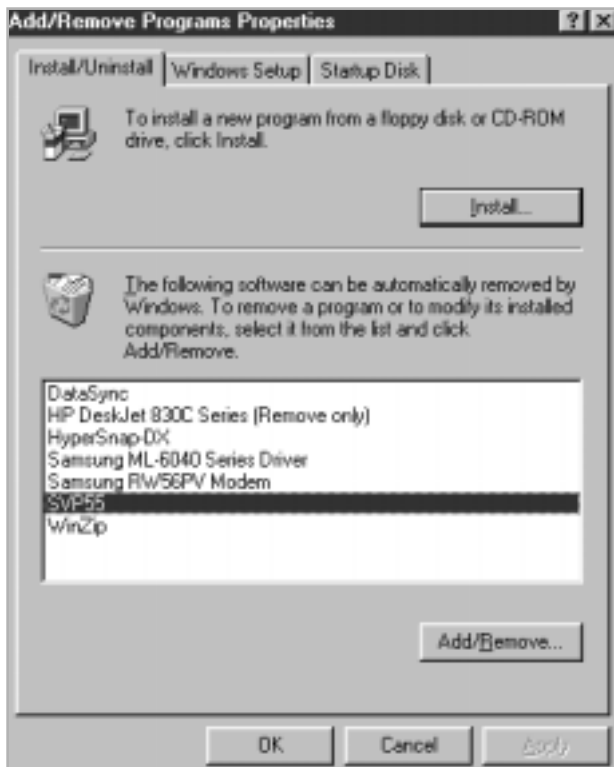 Add/Remove Programs Properties
Install/Uninstall
Windows Setup
Startup Disk
To install a new program from a floppy disk or CD-ROM
drive, click Install.
Install...
The following software can be automatically removed by
Windows. To remove a program or to modify its installed
components, select it from the list and click
Add/Remove.
DataSync
HP DeskJet 830C Series (Remove only)
HyperSnap-DX
Samsung ML-6040 Series Driver
Samsung RW56PV Modem
SVP55
WinZip
Add/Remove...
OK
Cancel
Apply